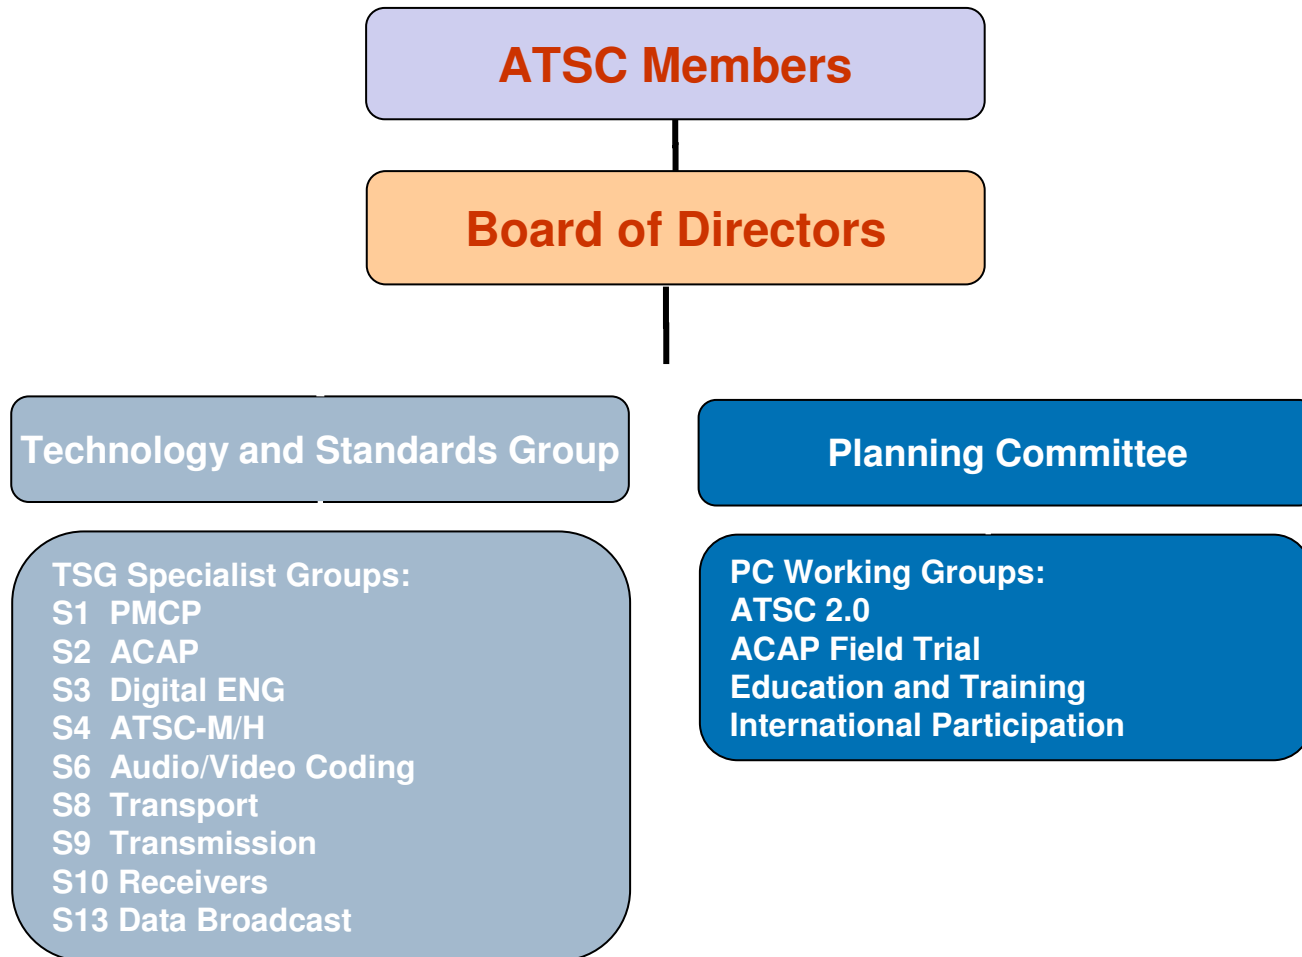 ATSC Members
Board of Directors
Technology and Standards Group
Planning Committee
TSG Specialist Groups:
S1 PMCP
S2 ACAP
S3 Digital ENG
S4 ATSC-M/H
S6 Audio/Video Coding
S8 Transport
S9 Transmission
S10 Receivers
S13 Data Broadcast
PC Working Groups:
ATSC 2.0
ACAP Field Trial
Education and Training
International Participation